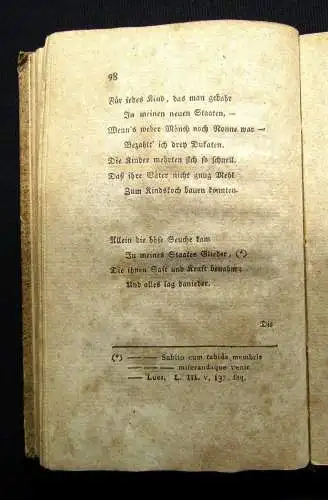 98
Für jedes Kind, das man gebahr
In meinen neuen Staaten, —
Wenn's weder Mönch noch Nonne war —
Bezahlt' ich drey Dukaten.
Die Kinder mehrten sich so schnell,
Daß ihre Väter nicht gnug Mehl
Zum Kindskoch bauen konnten.
Allein die böse Seuche kam
In meines Staates Glieder, (*)
Die ihnen Saft und Kraft benahm;
Und alles lag danieder.
Die
(*) — — Subito cum tabida membris
— — — miserandaque venit
— Lues, L. III. v, 137. seq.